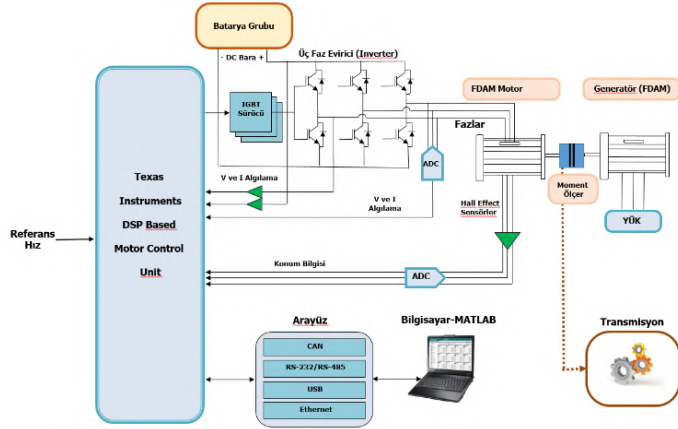 Batarya Grubu
- DC Bara +
Üç Faz Evirici (Inverter)
IGBT
Sürücü
FDAM Motor
Generatör (FDAM)
Fazlar
ADC
V ve I Algılama
V ve I
Algılama
Moment
Ölçer
Hall Effect
Sensörler
YÜK
Texas
Instruments
DSP Based
Motor Control
Unit
Referans
Hız
Konum Bilgisi
ADC
Arayüz
CAN
RS-232/RS-485
USB
Ethernet
Bilgisayar-MATLAB
Transmisyon